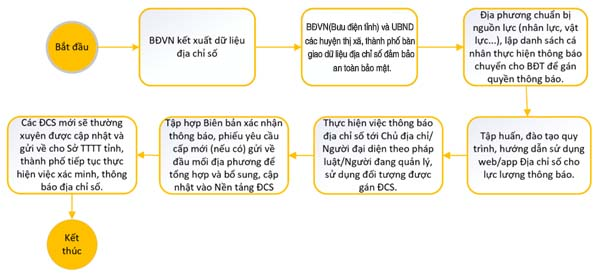 Bắt đầu
BĐVN kết xuất dữ liệu
địa chỉ số
BĐVN(Bưu điện tỉnh) và UBND
các huyện thị xã, thành phố bàn
giao dữ liệu địa chỉ số đảm bảo
an toàn bảo mật.
Địa phương chuẩn bị
nguồn lực (nhân lực, vật
lực...), lập danh sách cá
nhân thực hiện thông báo
chuyển cho BĐT để gán
quyền thông báo.
Tập huấn, đào tạo quy
trình, hướng dẫn sử dụng
web/app Địa chỉ số cho
lực lượng thông báo.
Thực hiện việc thông báo
địa chỉ số tới Chủ địa chỉ/
Người đại diện theo pháp
luật/Người đang quản lý,
sử dụng đối tượng được
gán ĐCS.
Tập hợp Biên bản xác nhận
thông báo, phiếu yêu cầu
cấp mới (nếu có) gửi về
đầu mối địa phương để
tổng hợp và bổ sung, cập
nhật vào Nền tảng ĐCS
Các ĐCS mới sẽ thường
xuyên được cập nhật và
gửi về cho Sở TTTT tỉnh,
thành phố tiếp tục thực
hiện việc xác minh, thông
báo địa chỉ số.
Kết
thúc